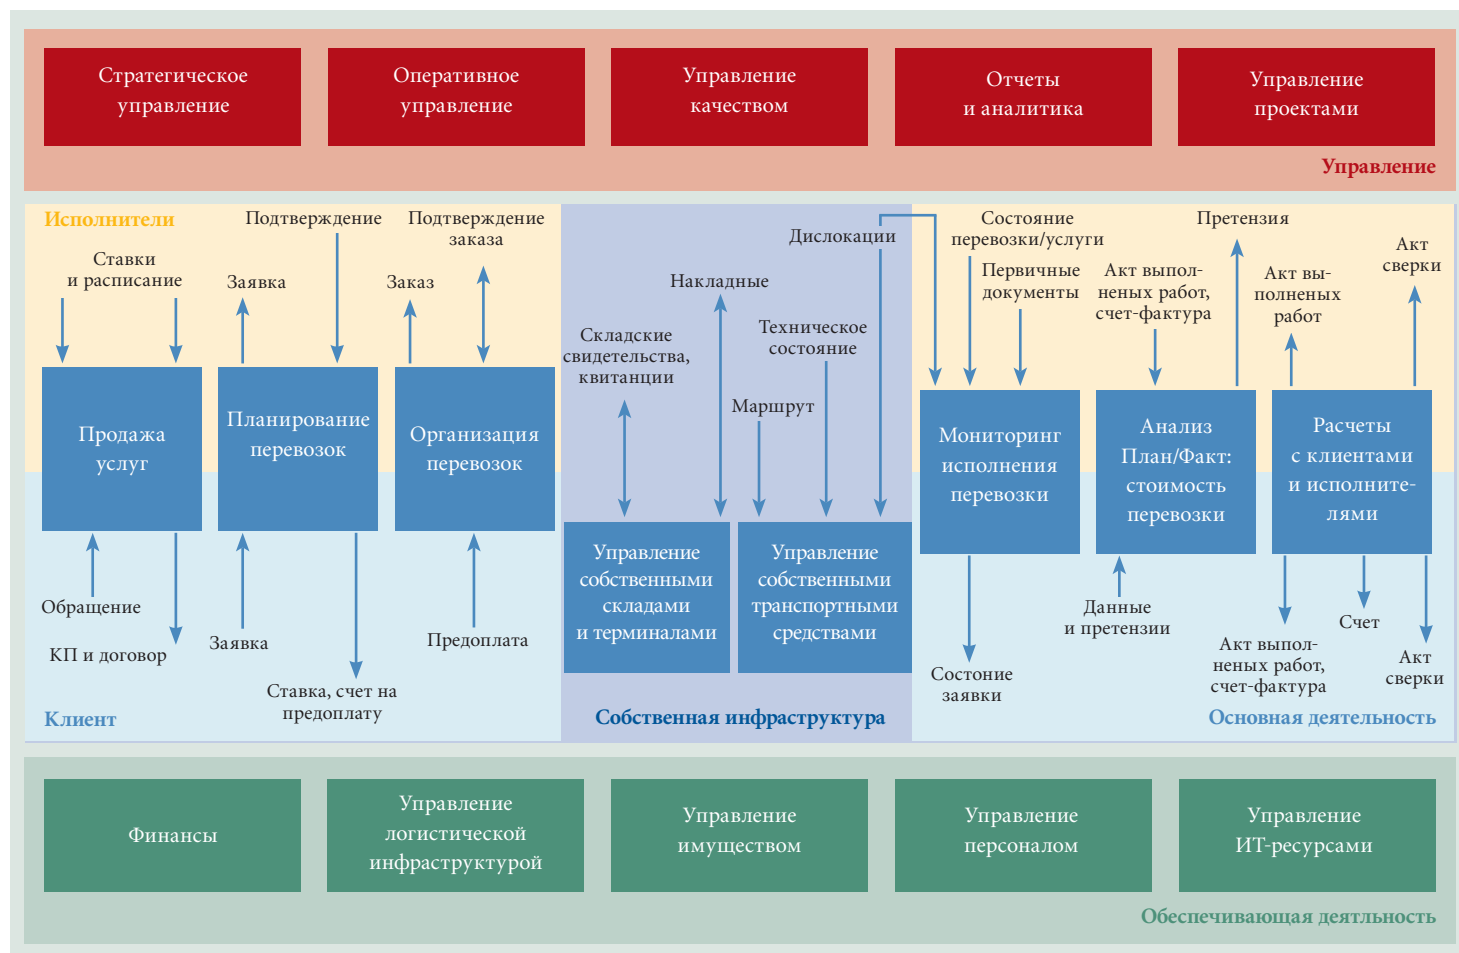 Стратегическое
управление
Оперативное
управление
Управление
качеством
Отчеты
и аналитика
Управление
проектами
Управление
Исполнители
Ставки
и расписание
Подтверждение
Заявка
Подтверждение
заказа
Заказ
Продажа
услуг
Планирование
перевозок
Организация
перевозок
Обращение
КП и договор
Заявка
Ставка, счет на
предоплату
Предоплата
Клиент
Дислокации
Накладные
Складские
свидетельства,
квитанции
Техническое
состояние
Маршрут
Управление
собственными
складами
и терминалами
Управление
собственными
транспортными
средствами
Собственная инфраструктура
Состояние
перевозки/услуги
Первичные
документы
Акт выпол-
неных работ,
счет-фактура
Претензия
Акт вы-
полненых
работ
Акт
сверки
Мониторинг
исполнения
перевозки
Анализ
План/Факт:
стоимость
перевозки
Расчеты
с клиентами
и исполните-
лями
Состоние
заявки
Данные
и претензии
Акт выпол-
неных работ,
счет-фактура
Счет
Акт
сверки
Основная деятельность
Финансы
Управление
логистической
инфраструктурой
Управление
имуществом
Управление
персоналом
Управление
ИТ-ресурсами
Обеспечивающая деятльность